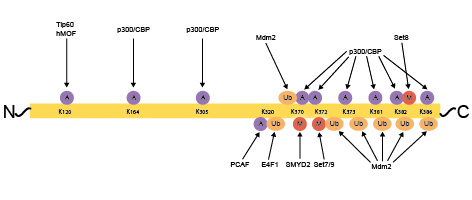 Tip60
hMOF
p300/CBP
p300/CBP
Mdm2
p300/CBP
Set8
A
A
A
Ub
A
A
A
A
A
M
A
N
K120
K164
K305
K320
K370
K372
K373
K381
K382
K386
C
A
Ub
M
M
Ub
Ub
Ub
Ub
Ub
PCAF
E4F1
SMYD2
Set7/9
Mdm2